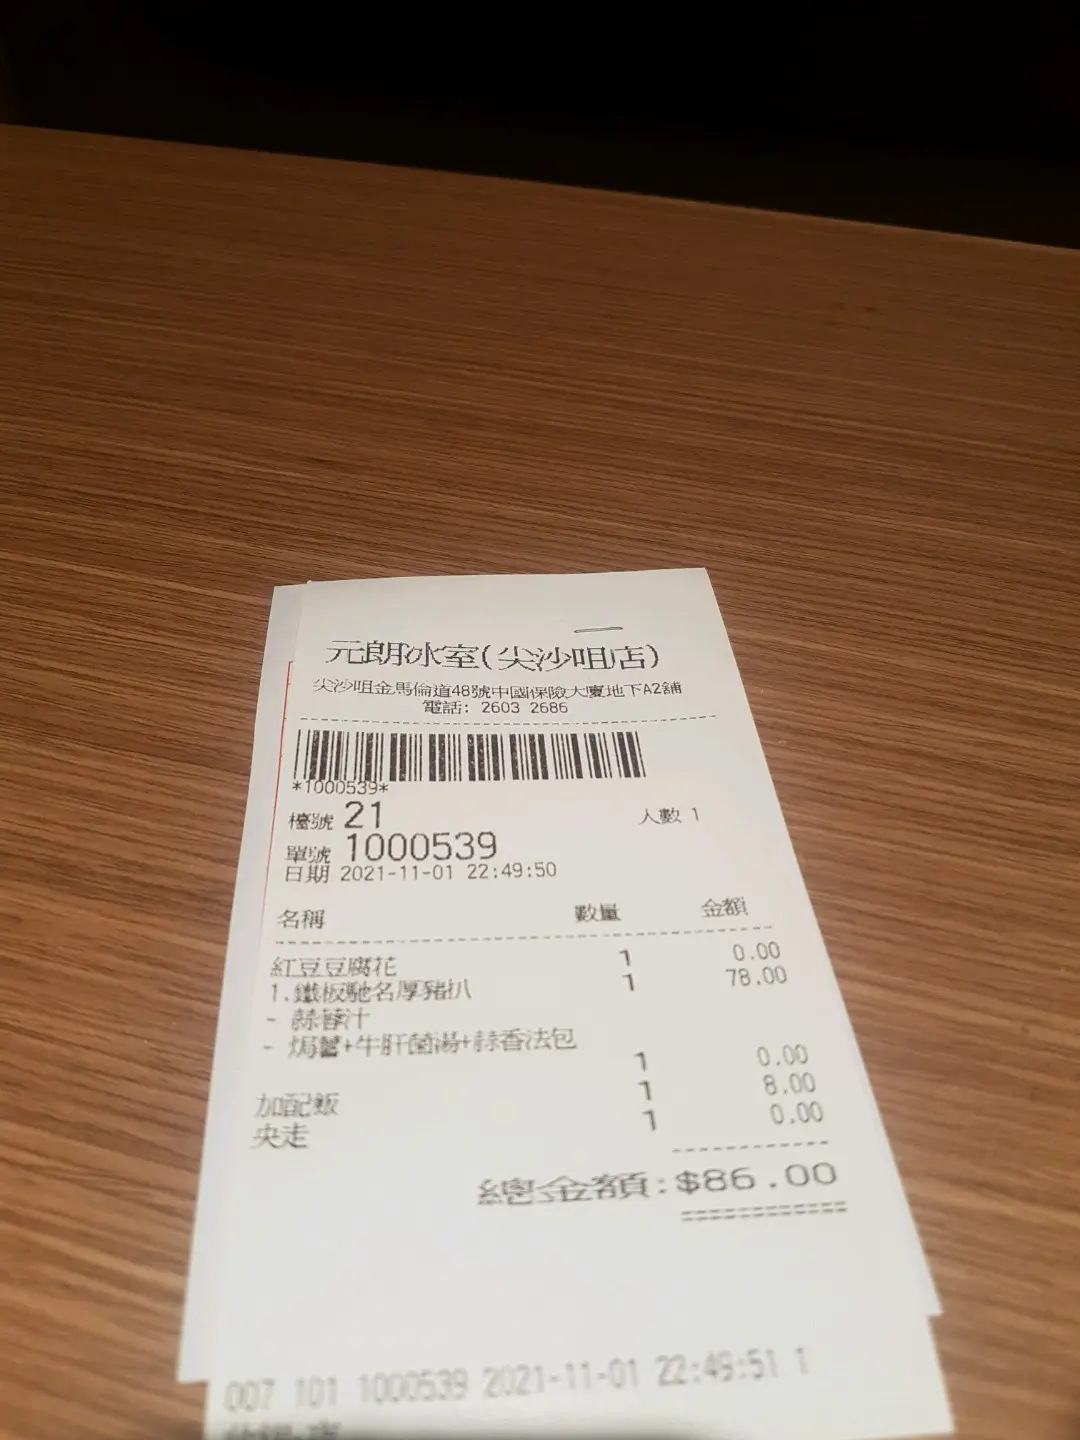 元朗冰室(尖沙咀店)
尖沙咀金馬倫道48號中國保險大廈地下A2舖
電話: 2603 2686
*1000539*
檯號 21 人數 1
單號 1000539
日期 2021-11-01 22:49:50
名稱 數量 金額
紅豆豆腐花 1 0.00
1.鐵板馳名厚豬扒 1 78.00
- 蒜蓉汁
- 焗薯+牛肝菌湯+蒜香法包
1 0.00
加配飯 1 8.00
央走 1 0.00
總金額:$86.00
007 101 1000539 2021-11-01 22:49:51 1